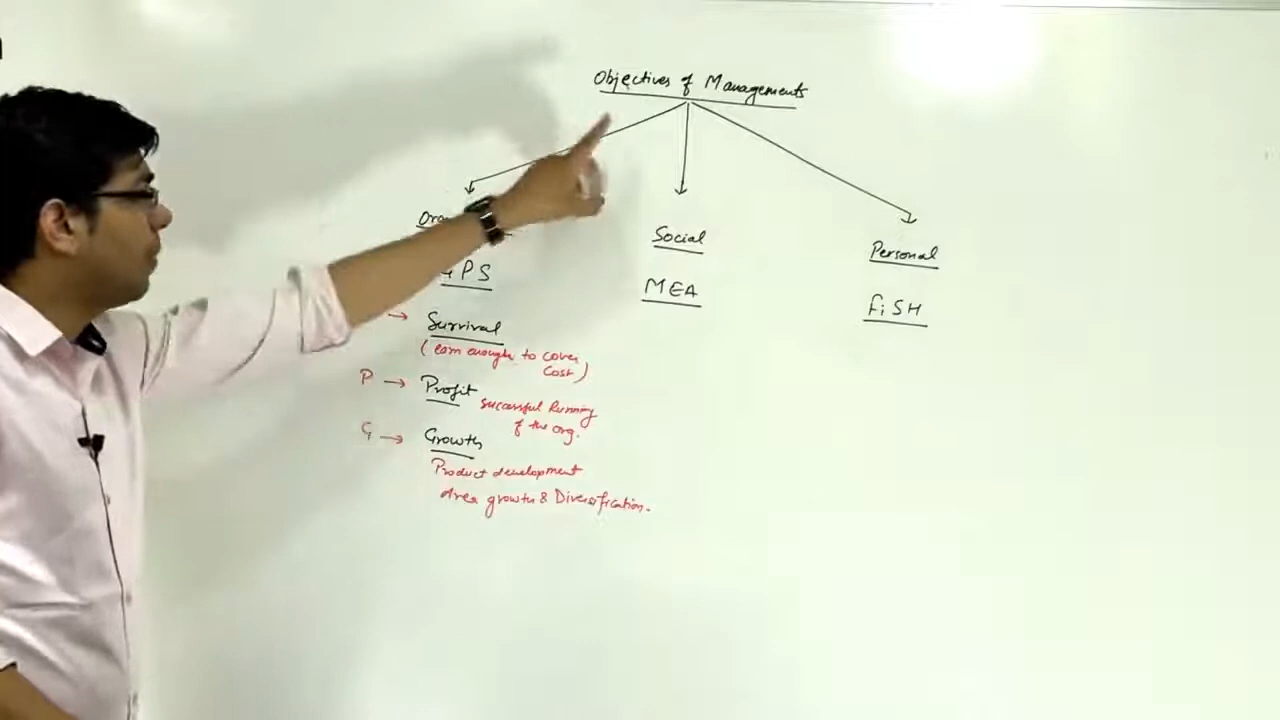 Objectives of Managements
Social
Personal
GPS
MEA
FiSH
→ Survival
(earn enough to cover
cost)
P → Profit
successful Running
of the org.
G → Growth
Product development
Area growth & Diversification.